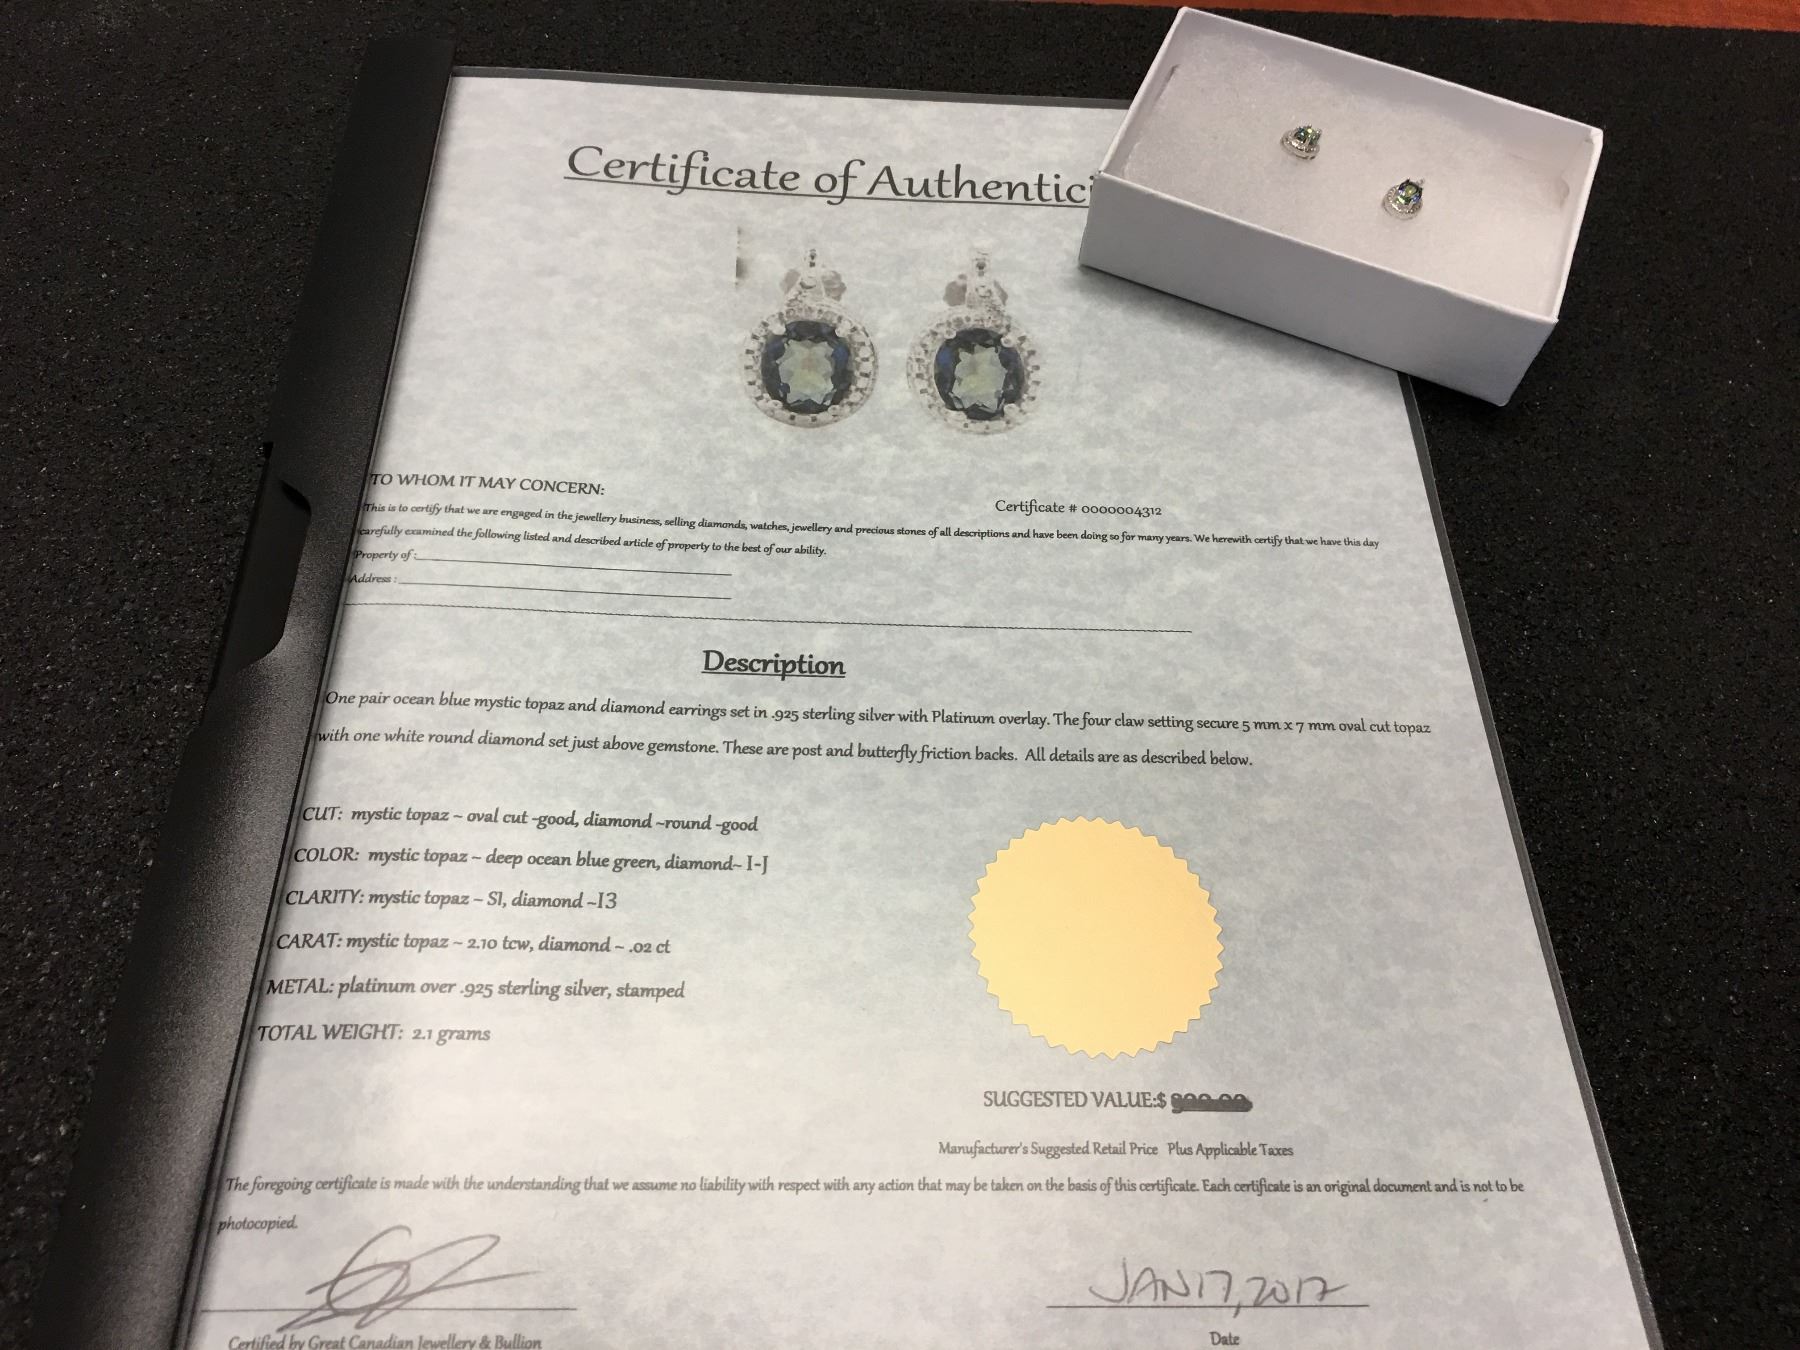 Certificate of Authentici
TO WHOM IT MAY CONCERN:
Certificate # 0000004312
This is to certify that we are engaged in the jewellery business, selling diamonds, watches, jewellery and precious stones of all descriptions and have been doing so for many years. We herewith certify that we have this day
carefully examined the following listed and described article of property to the best of our ability.
Property of :
Address :
Description
One pair ocean blue mystic topaz and diamond earrings set in .925 sterling silver with Platinum overlay. The four claw setting secure 5 mm x 7 mm oval cut topaz
with one white round diamond set just above gemstone. These are post and butterfly friction backs. All details are as described below.
CUT: mystic topaz ~ oval cut -good, diamond ~round -good
COLOR: mystic topaz ~ deep ocean blue green, diamond~ I-J
CLARITY: mystic topaz ~ SI, diamond ~I3
CARAT: mystic topaz ~ 2.10 tcw, diamond ~ .02 ct
METAL: platinum over .925 sterling silver, stamped
TOTAL WEIGHT: 2.1 grams
SUGGESTED VALUE:$
Manufacturer's Suggested Retail Price Plus Applicable Taxes
The foregoing certificate is made with the understanding that we assume no liability with respect with any action that may be taken on the basis of this certificate. Each certificate is an original document and is not to be
photocopied.
JAN 17, 2017
Certified by Great Canadian Jewellery & Bullion
Date